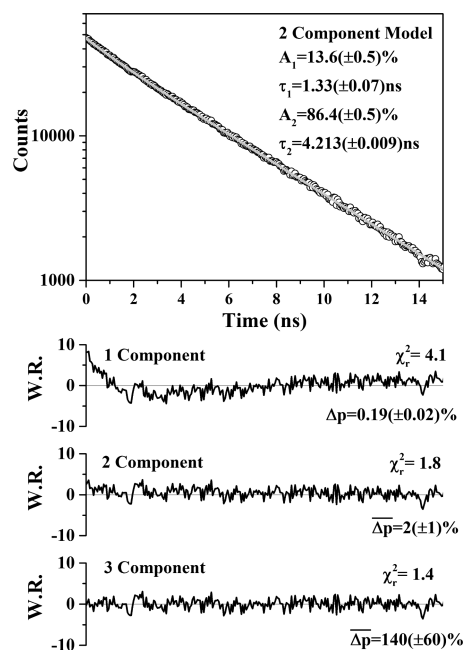 2 Component Model
A₁=13.6(±0.5)%
τ₁=1.33(±0.07)ns
A₂=86.4(±0.5)%
τ₂=4.213(±0.009)ns
Counts
10000
1000
0 2 4 6 8 10 12 14
Time (ns)
10
1 Component
χᵣ²= 4.1
W.R.
0
-10
Δp=0.19(±0.02)%
10
2 Component
χᵣ²= 1.8
W.R.
0
-10
Δp̅=2(±1)%
10
3 Component
χᵣ²= 1.4
W.R.
0
-10
Δp̅=140(±60)%